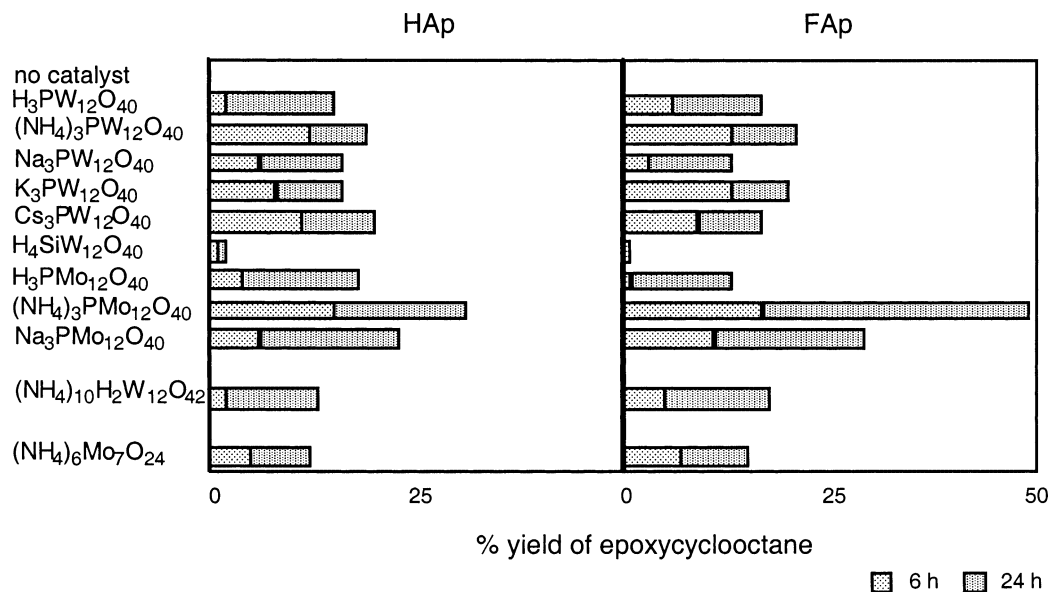 HAp FAp
no catalyst
H₃PW₁₂O₄₀
(NH₄)₃PW₁₂O₄₀
Na₃PW₁₂O₄₀
K₃PW₁₂O₄₀
Cs₃PW₁₂O₄₀
H₄SiW₁₂O₄₀
H₃PMo₁₂O₄₀
(NH₄)₃PMo₁₂O₄₀
Na₃PMo₁₂O₄₀
(NH₄)₁₀H₂W₁₂O₄₂
(NH₄)₆Mo₇O₂₄
0 25 0 25 50
% yield of epoxycyclooctane
6 h 24 h